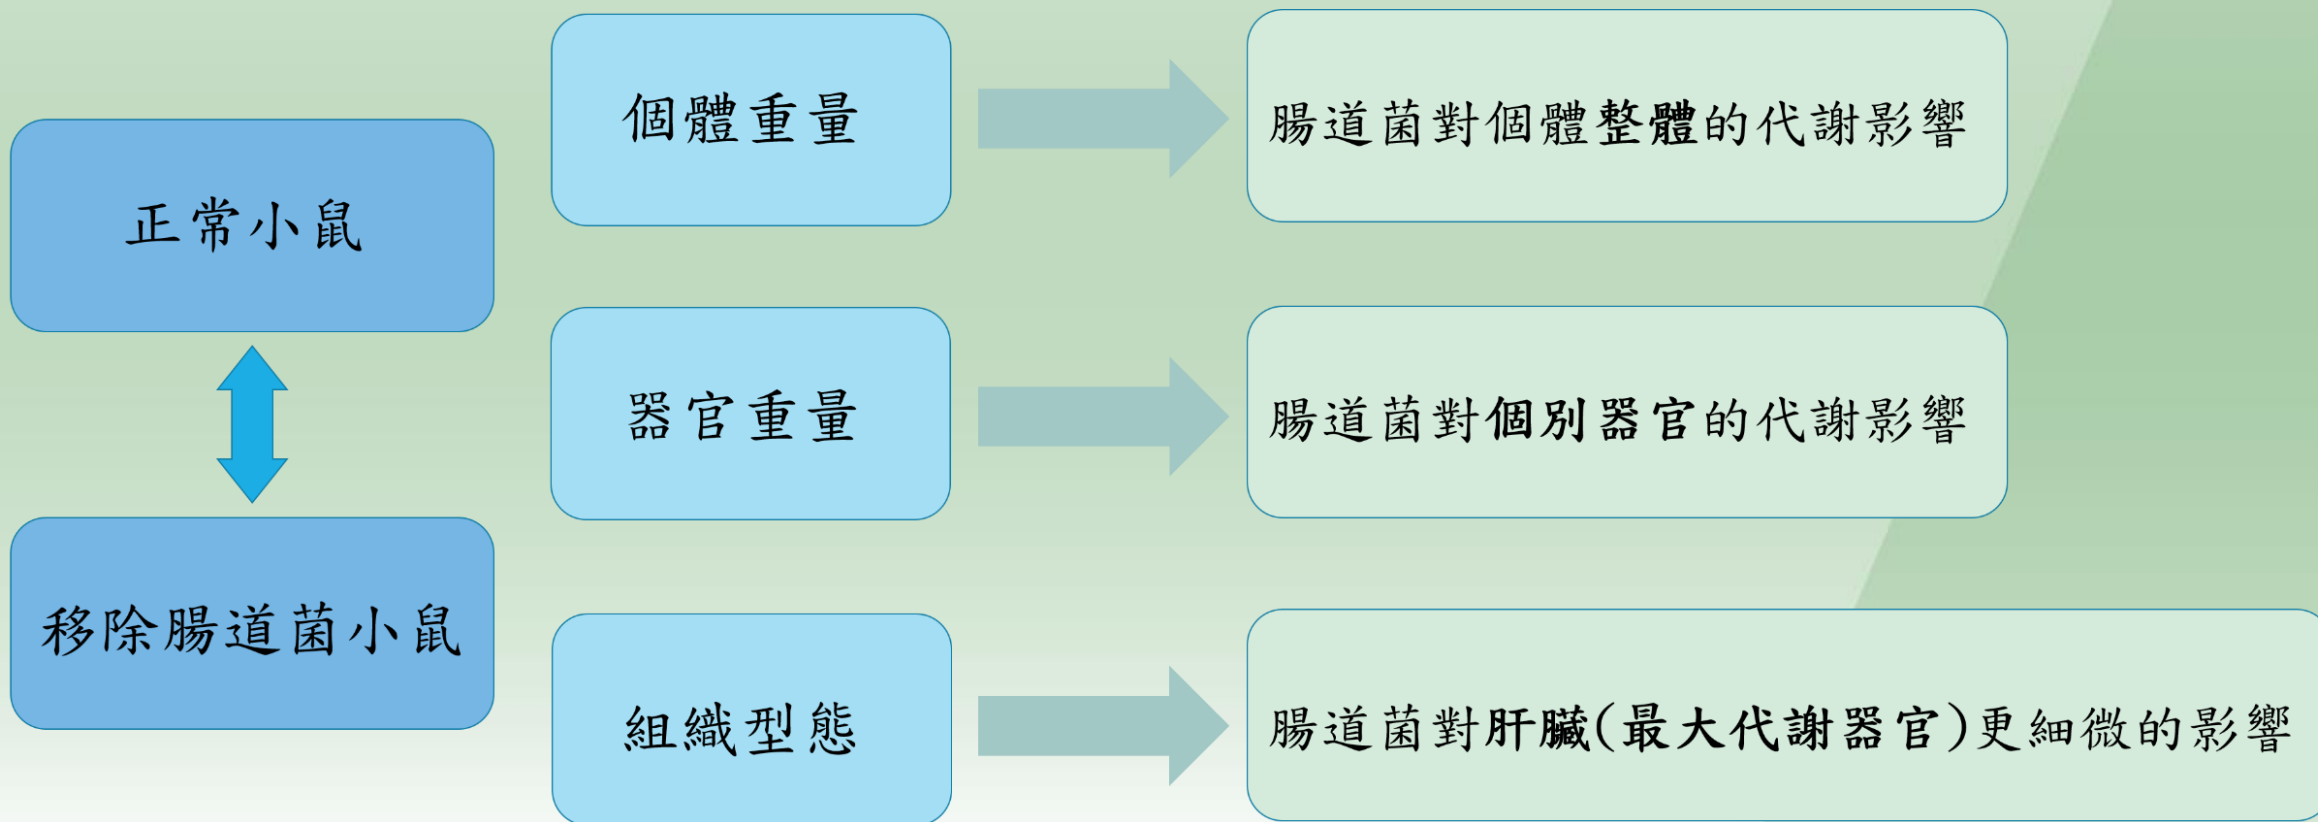 正常小鼠
移除腸道菌小鼠
個體重量
腸道菌對個體整體的代謝影響
器官重量
腸道菌對個別器官的代謝影響
組織型態
腸道菌對肝臟(最大代謝器官)更細微的影響